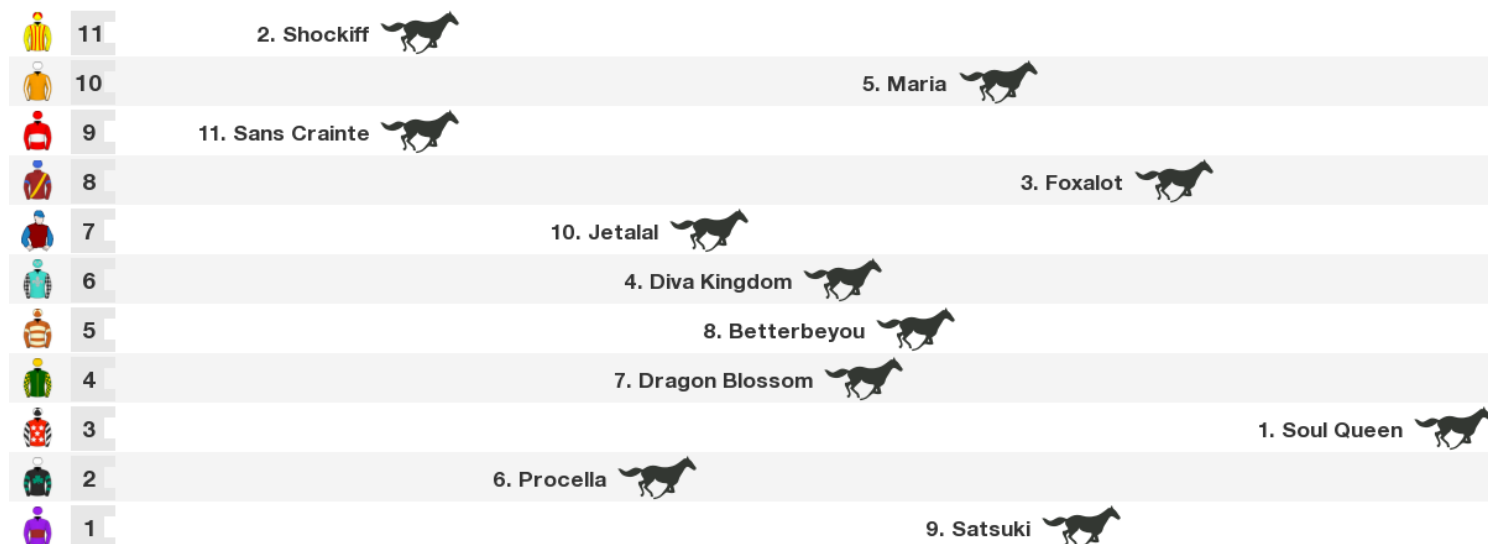 11 2. Shockiff
10 5. Maria
9 11. Sans Crainte
8 3. Foxalot
7 10. Jetalal
6 4. Diva Kingdom
5 8. Betterbeyou
4 7. Dragon Blossom
3 1. Soul Queen
2 6. Procella
1 9. Satsuki